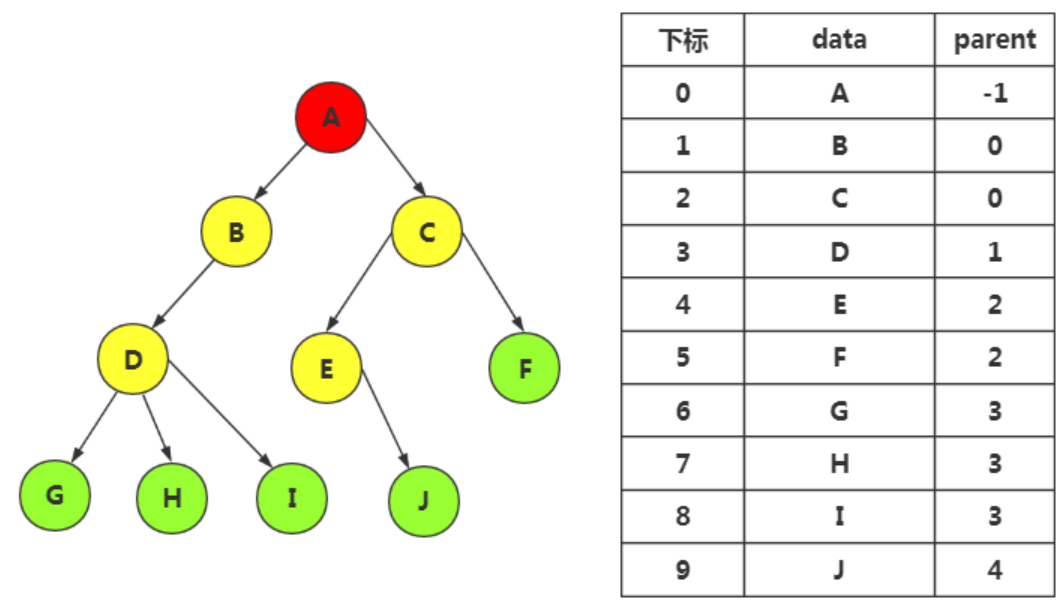 A
B C
D E F
G H I J
下标 data parent
0 A -1
1 B 0
2 C 0
3 D 1
4 E 2
5 F 2
6 G 3
7 H 3
8 I 3
9 J 4